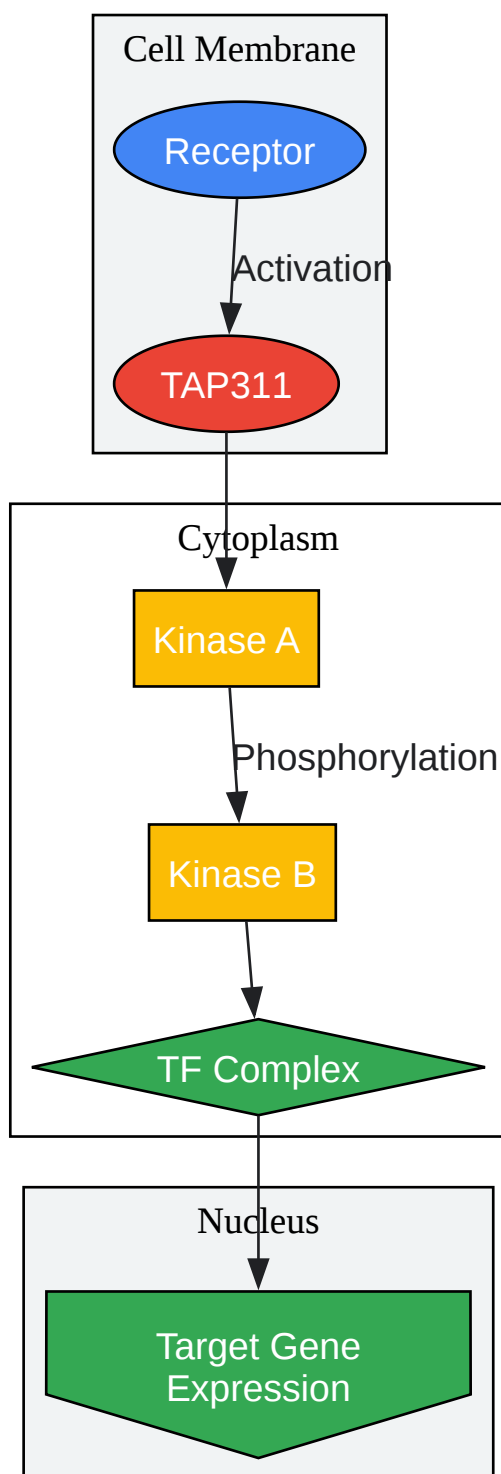 Cell Membrane
Receptor
Activation
TAP311
Cytoplasm
Kinase A
Phosphorylation
Kinase B
TF Complex
Nucleus
Target Gene
Expression